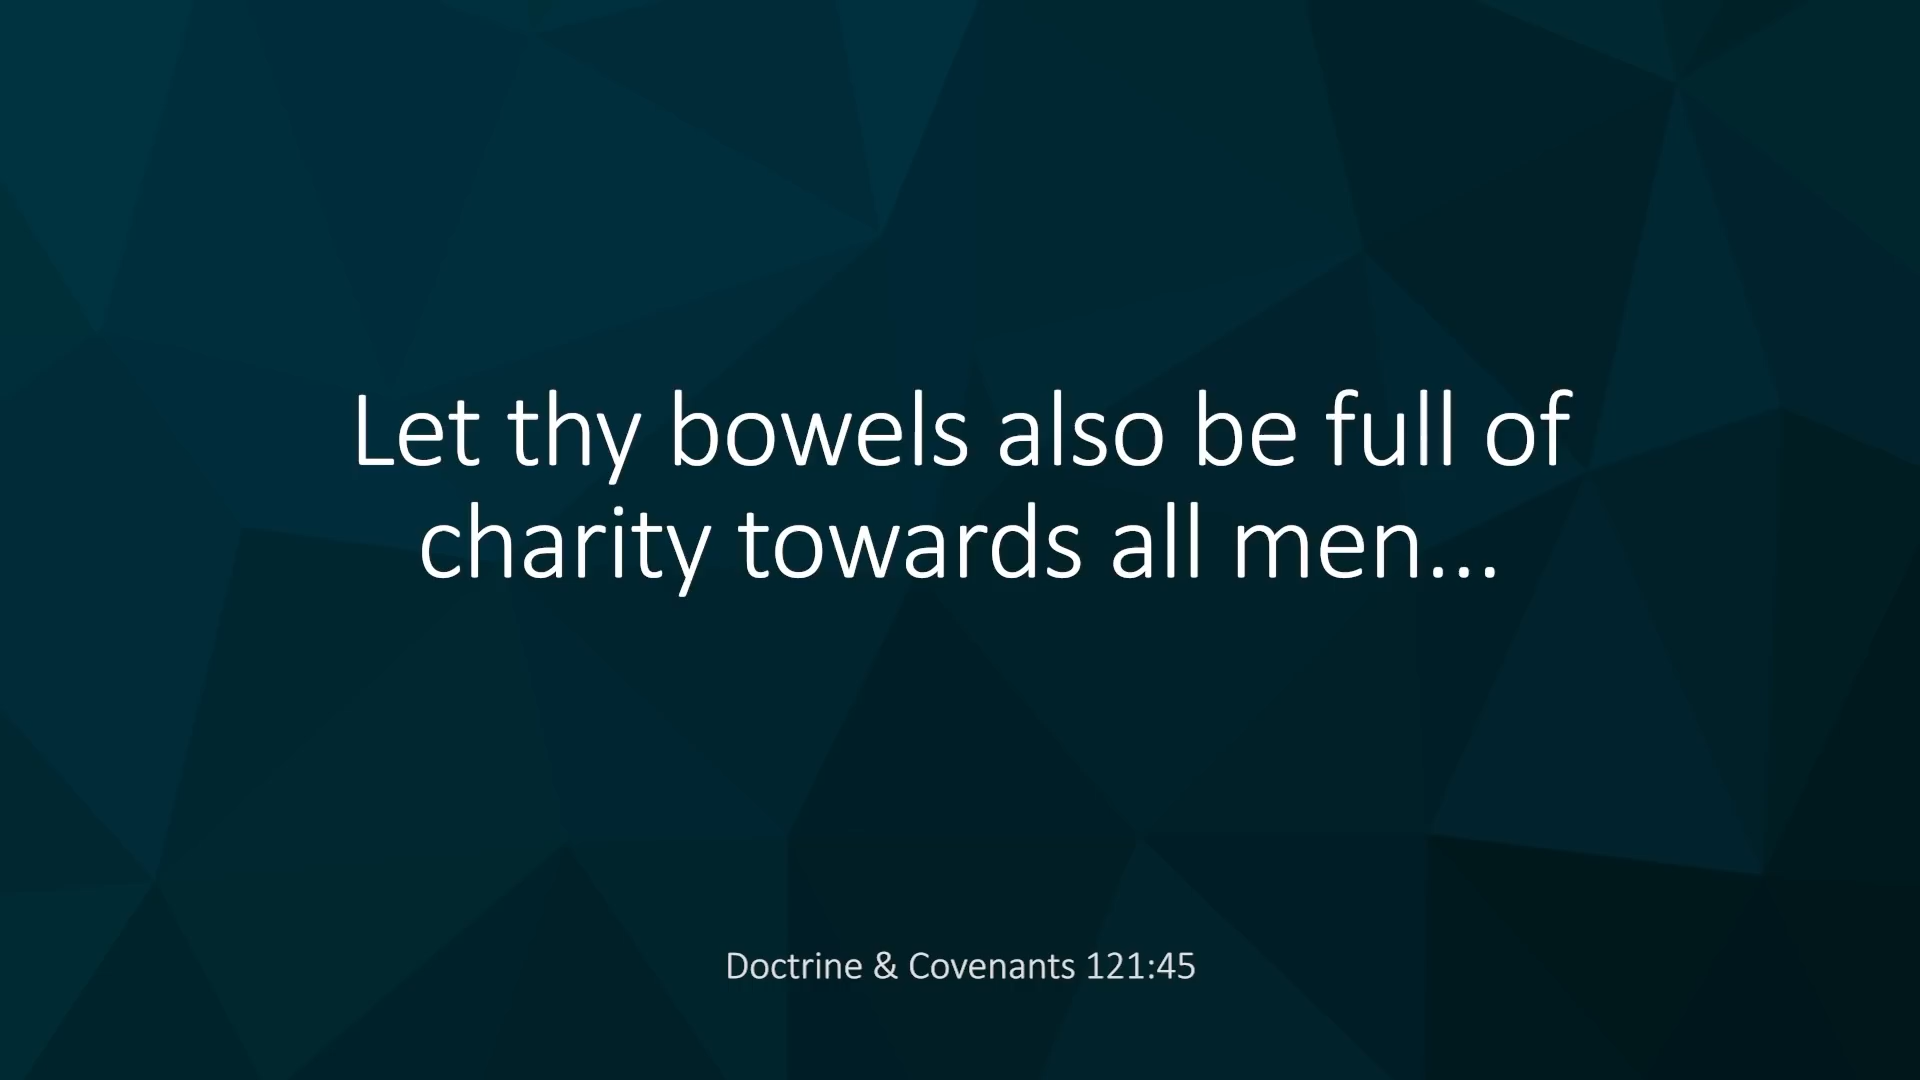 Let thy bowels also be full of
charity towards all men...
Doctrine & Covenants 121:45